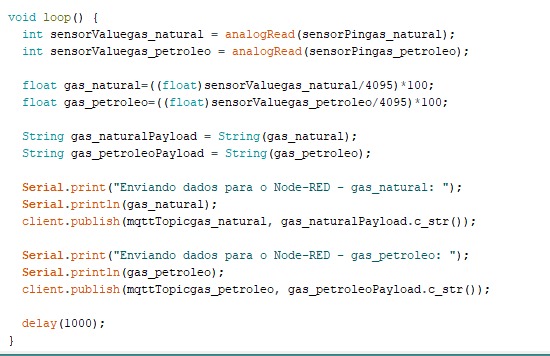 void loop() {
int sensorValuegas_natural = analogRead(sensorPingas_natural);
int sensorValuegas_petroleo = analogRead(sensorPingas_petroleo);
float gas_natural=((float)sensorValuegas_natural/4095)*100;
float gas_petroleo=((float)sensorValuegas_petroleo/4095)*100;
String gas_naturalPayload = String(gas_natural);
String gas_petroleoPayload = String(gas_petroleo);
Serial.print("Enviando dados para o Node-RED - gas_natural: ");
Serial.println(gas_natural);
client.publish(mqttTopicgas_natural, gas_naturalPayload.c_str());
Serial.print("Enviando dados para o Node-RED - gas_petroleo: ");
Serial.println(gas_petroleo);
client.publish(mqttTopicgas_petroleo, gas_petroleoPayload.c_str());
delay(1000);
}